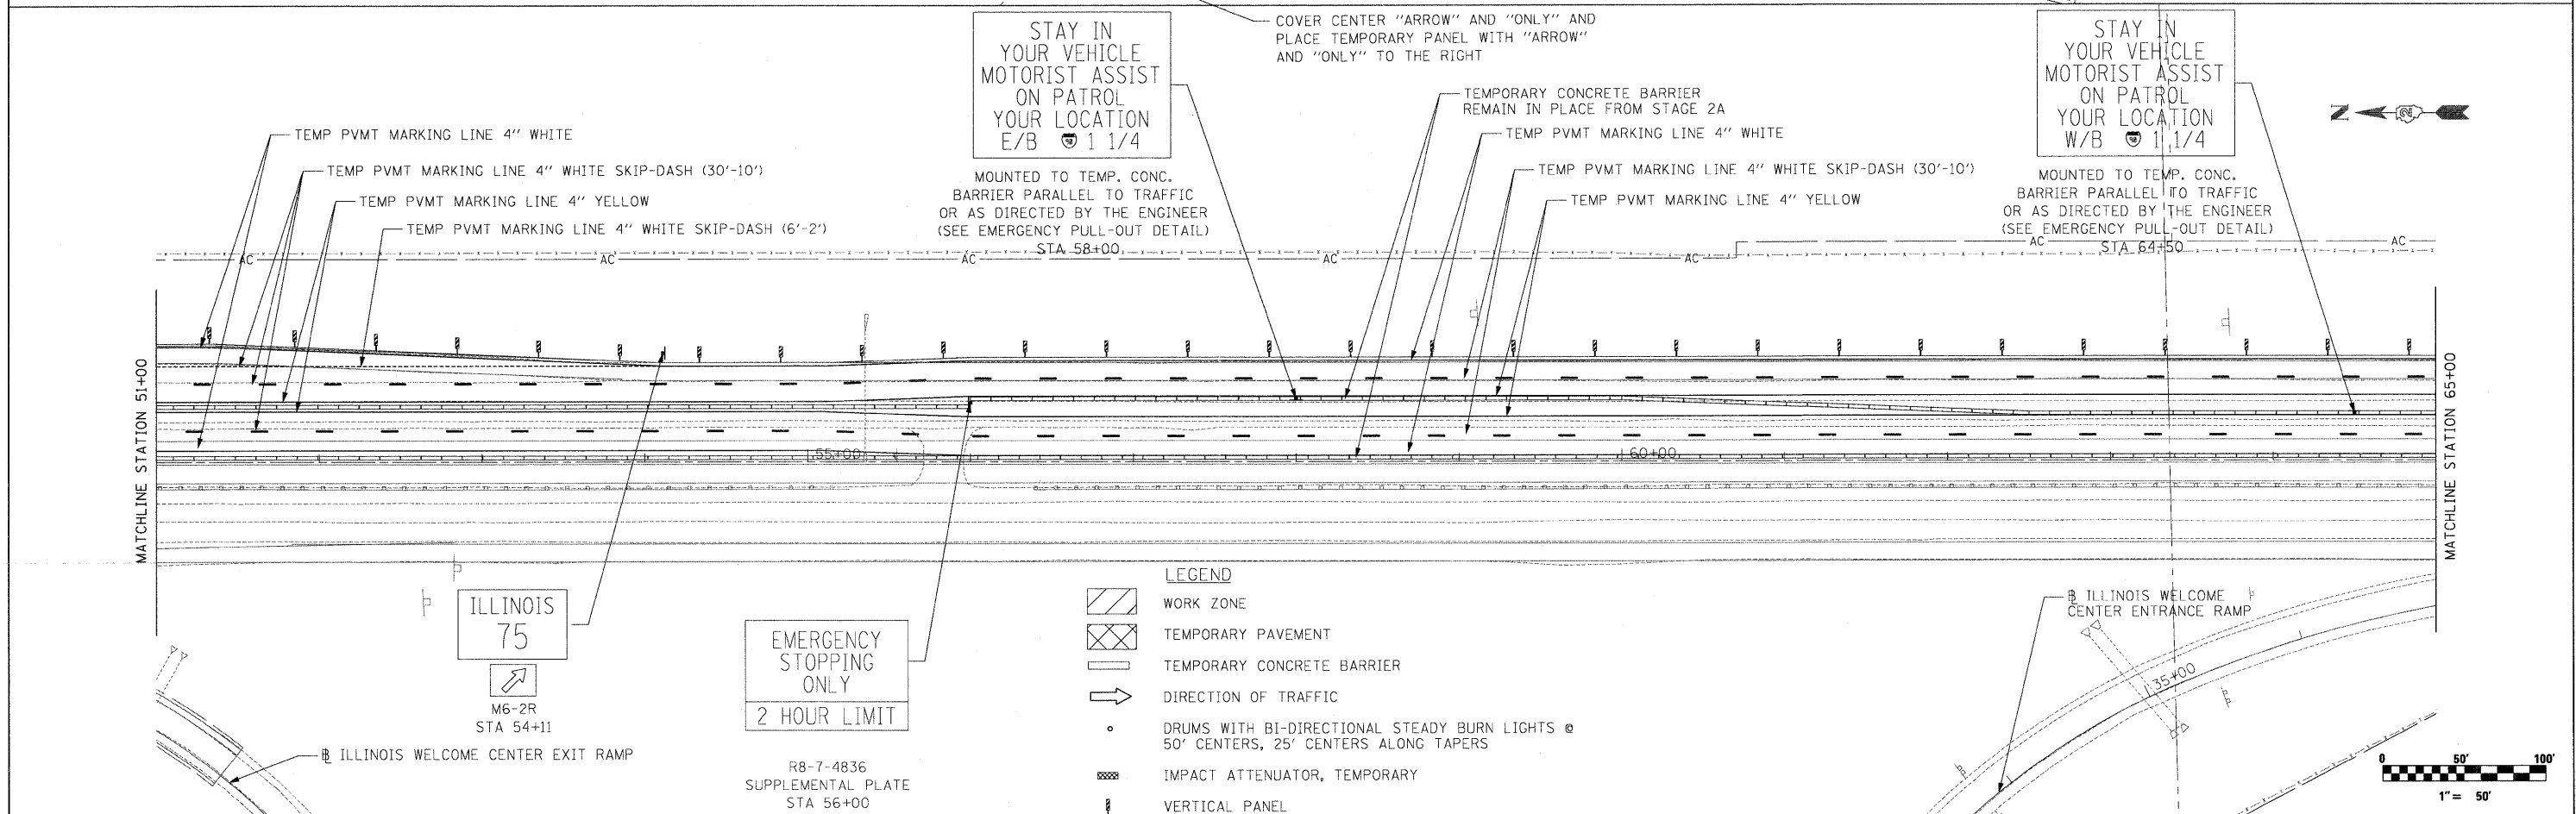 COVER CENTER "ARROW" AND "ONLY" AND
PLACE TEMPORARY PANEL WITH "ARROW"
AND "ONLY" TO THE RIGHT
STAY IN
YOUR VEHICLE
MOTORIST ASSIST
ON PATROL
YOUR LOCATION
E/B 1 1/4
MOUNTED TO TEMP. CONC.
BARRIER PARALLEL TO TRAFFIC
OR AS DIRECTED BY THE ENGINEER
(SEE EMERGENCY PULL-OUT DETAIL)
STA 58+00
STAY IN
YOUR VEHICLE
MOTORIST ASSIST
ON PATROL
YOUR LOCATION
W/B 1 1/4
MOUNTED TO TEMP. CONC.
BARRIER PARALLEL TO TRAFFIC
OR AS DIRECTED BY THE ENGINEER
(SEE EMERGENCY PULL-OUT DETAIL)
STA 64+50
TEMP PVMT MARKING LINE 4" WHITE
TEMP PVMT MARKING LINE 4" WHITE SKIP-DASH (30'-10')
TEMP PVMT MARKING LINE 4" YELLOW
TEMP PVMT MARKING LINE 4" WHITE SKIP-DASH (6'-2')
TEMPORARY CONCRETE BARRIER
REMAIN IN PLACE FROM STAGE 2A
TEMP PVMT MARKING LINE 4" WHITE
TEMP PVMT MARKING LINE 4" WHITE SKIP-DASH (30'-10')
TEMP PVMT MARKING LINE 4" YELLOW
N
AC
AC
AC
AC
AC
AC
AC
MATCHLINE STATION 51+00
55+00
60+00
MATCHLINE STATION 65+00
ILLINOIS
75
M6-2R
STA 54+11
EMERGENCY
STOPPING
ONLY
2 HOUR LIMIT
R8-7-4836
SUPPLEMENTAL PLATE
STA 56+00
℄ ILLINOIS WELCOME CENTER EXIT RAMP
LEGEND
WORK ZONE
TEMPORARY PAVEMENT
TEMPORARY CONCRETE BARRIER
DIRECTION OF TRAFFIC
DRUMS WITH BI-DIRECTIONAL STEADY BURN LIGHTS @
50' CENTERS, 25' CENTERS ALONG TAPERS
IMPACT ATTENUATOR, TEMPORARY
VERTICAL PANEL
℄ ILLINOIS WELCOME
CENTER ENTRANCE RAMP
35+00
0 50' 100'
1" = 50'